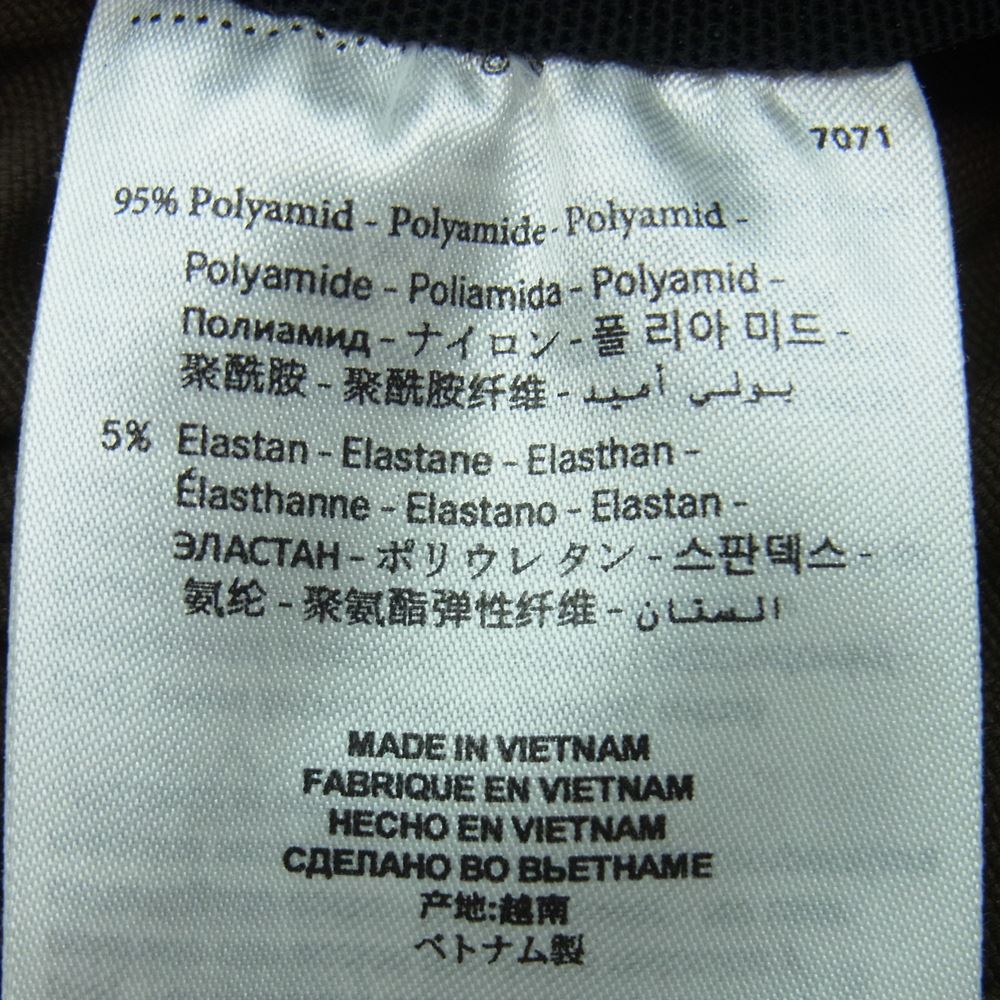 7071
95% Polyamid - Polyamide - Polyamid -
Polyamide - Poliamida - Polyamid -
Полиамид - ナイロン - 폴 리아 미드 -
聚酰胺 - 聚酰胺纤维 - بولي أميد
5% Elastan - Elastane - Elasthan -
Élasthanne - Elastano - Elastan -
ЭЛАСТАН - ポリウレタン - 스판덱스 -
氨纶 - 聚氨酯弹性纤维 - الستان
MADE IN VIETNAM
FABRIQUE EN VIETNAM
HECHO EN VIETNAM
СДЕЛАНО ВО ВЬЕТНАМЕ
产地:越南
ベトナム製